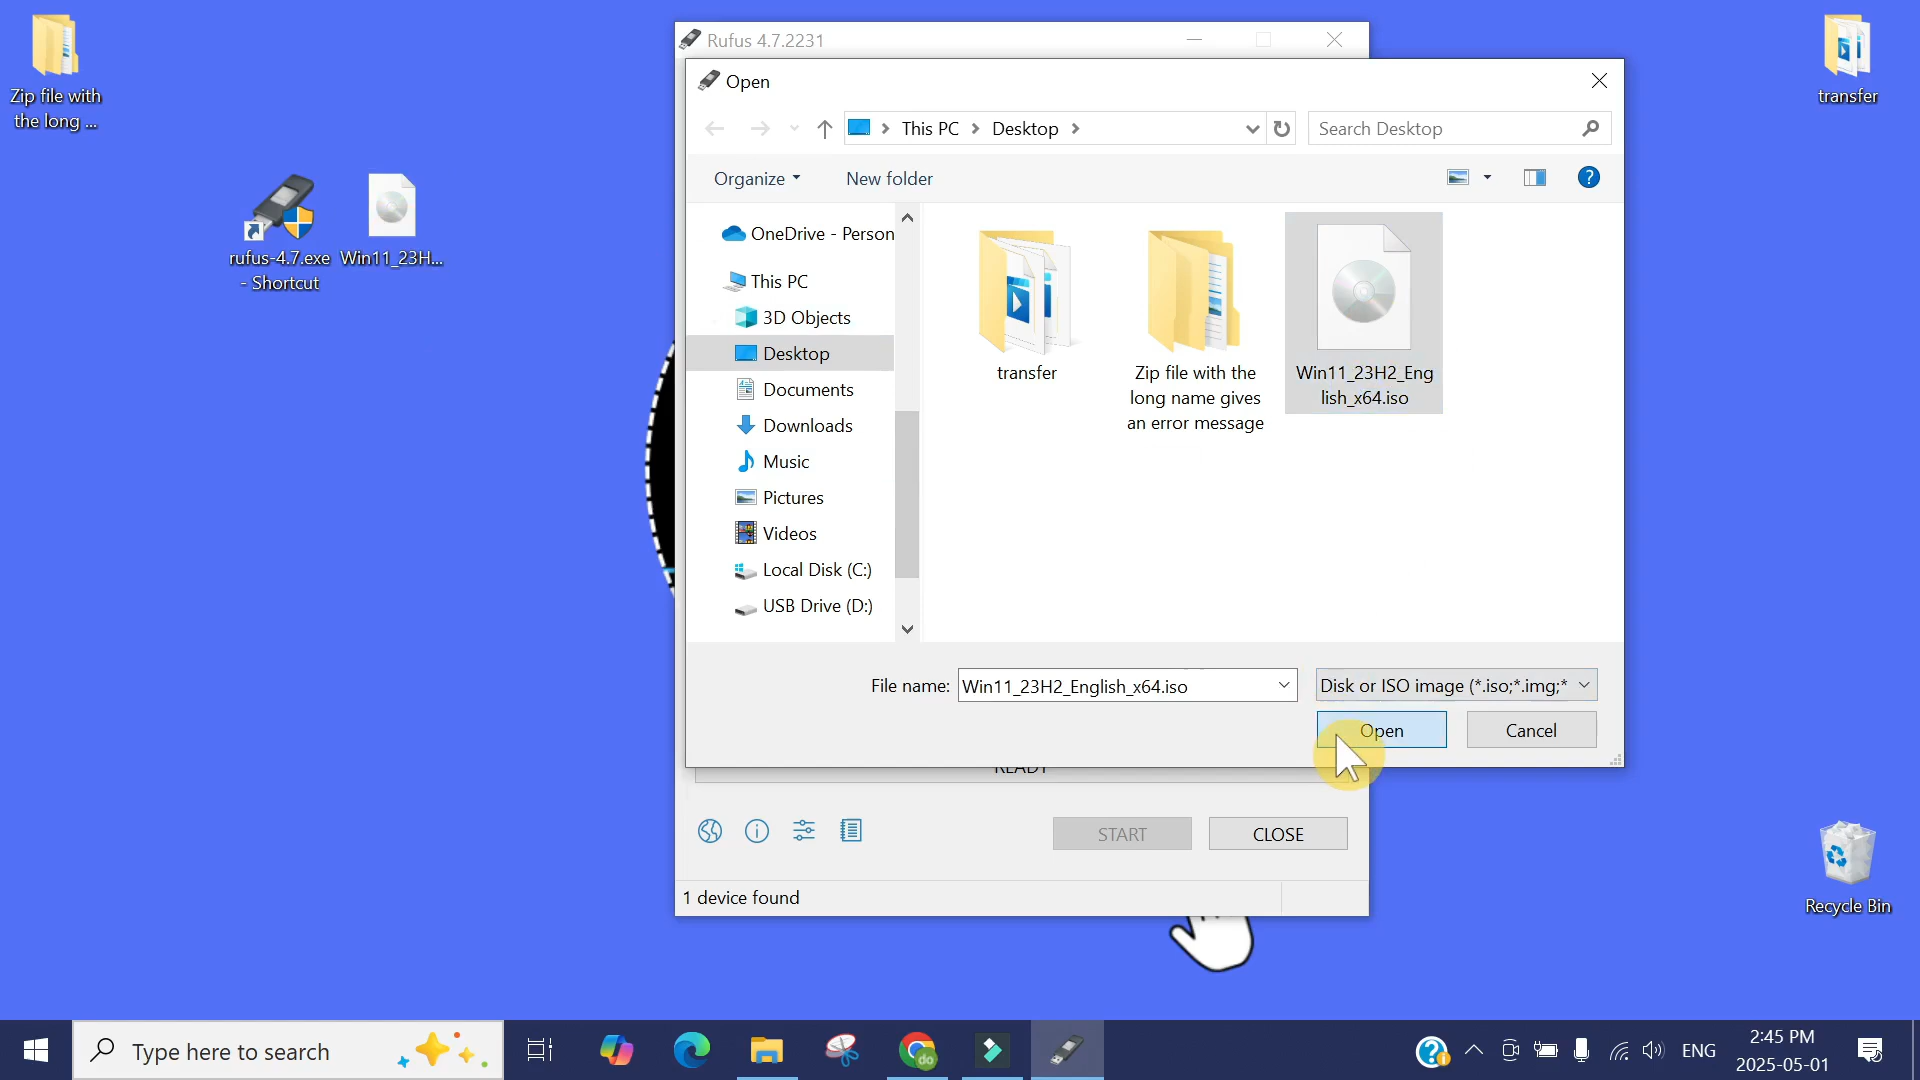 Zip file with
the long ...
rufus-4.7.exe
- Shortcut
Win11_23H...
transfer
Recycle Bin
Rufus 4.7.2231
Open
This PC
Desktop
Search Desktop
Organize
New folder
?
OneDrive - Person
This PC
3D Objects
Desktop
Documents
Downloads
Music
Pictures
Videos
Local Disk (C:)
USB Drive (D:)
transfer
Zip file with the
long name gives
an error message
Win11_23H2_Eng
lish_x64.iso
File name:
Win11_23H2_English_x64.iso
Disk or ISO image (*.iso;*.img;*
Open
Cancel
READY
START
CLOSE
1 device found
Type here to search
do
?
ENG
2:45 PM
2025-05-01